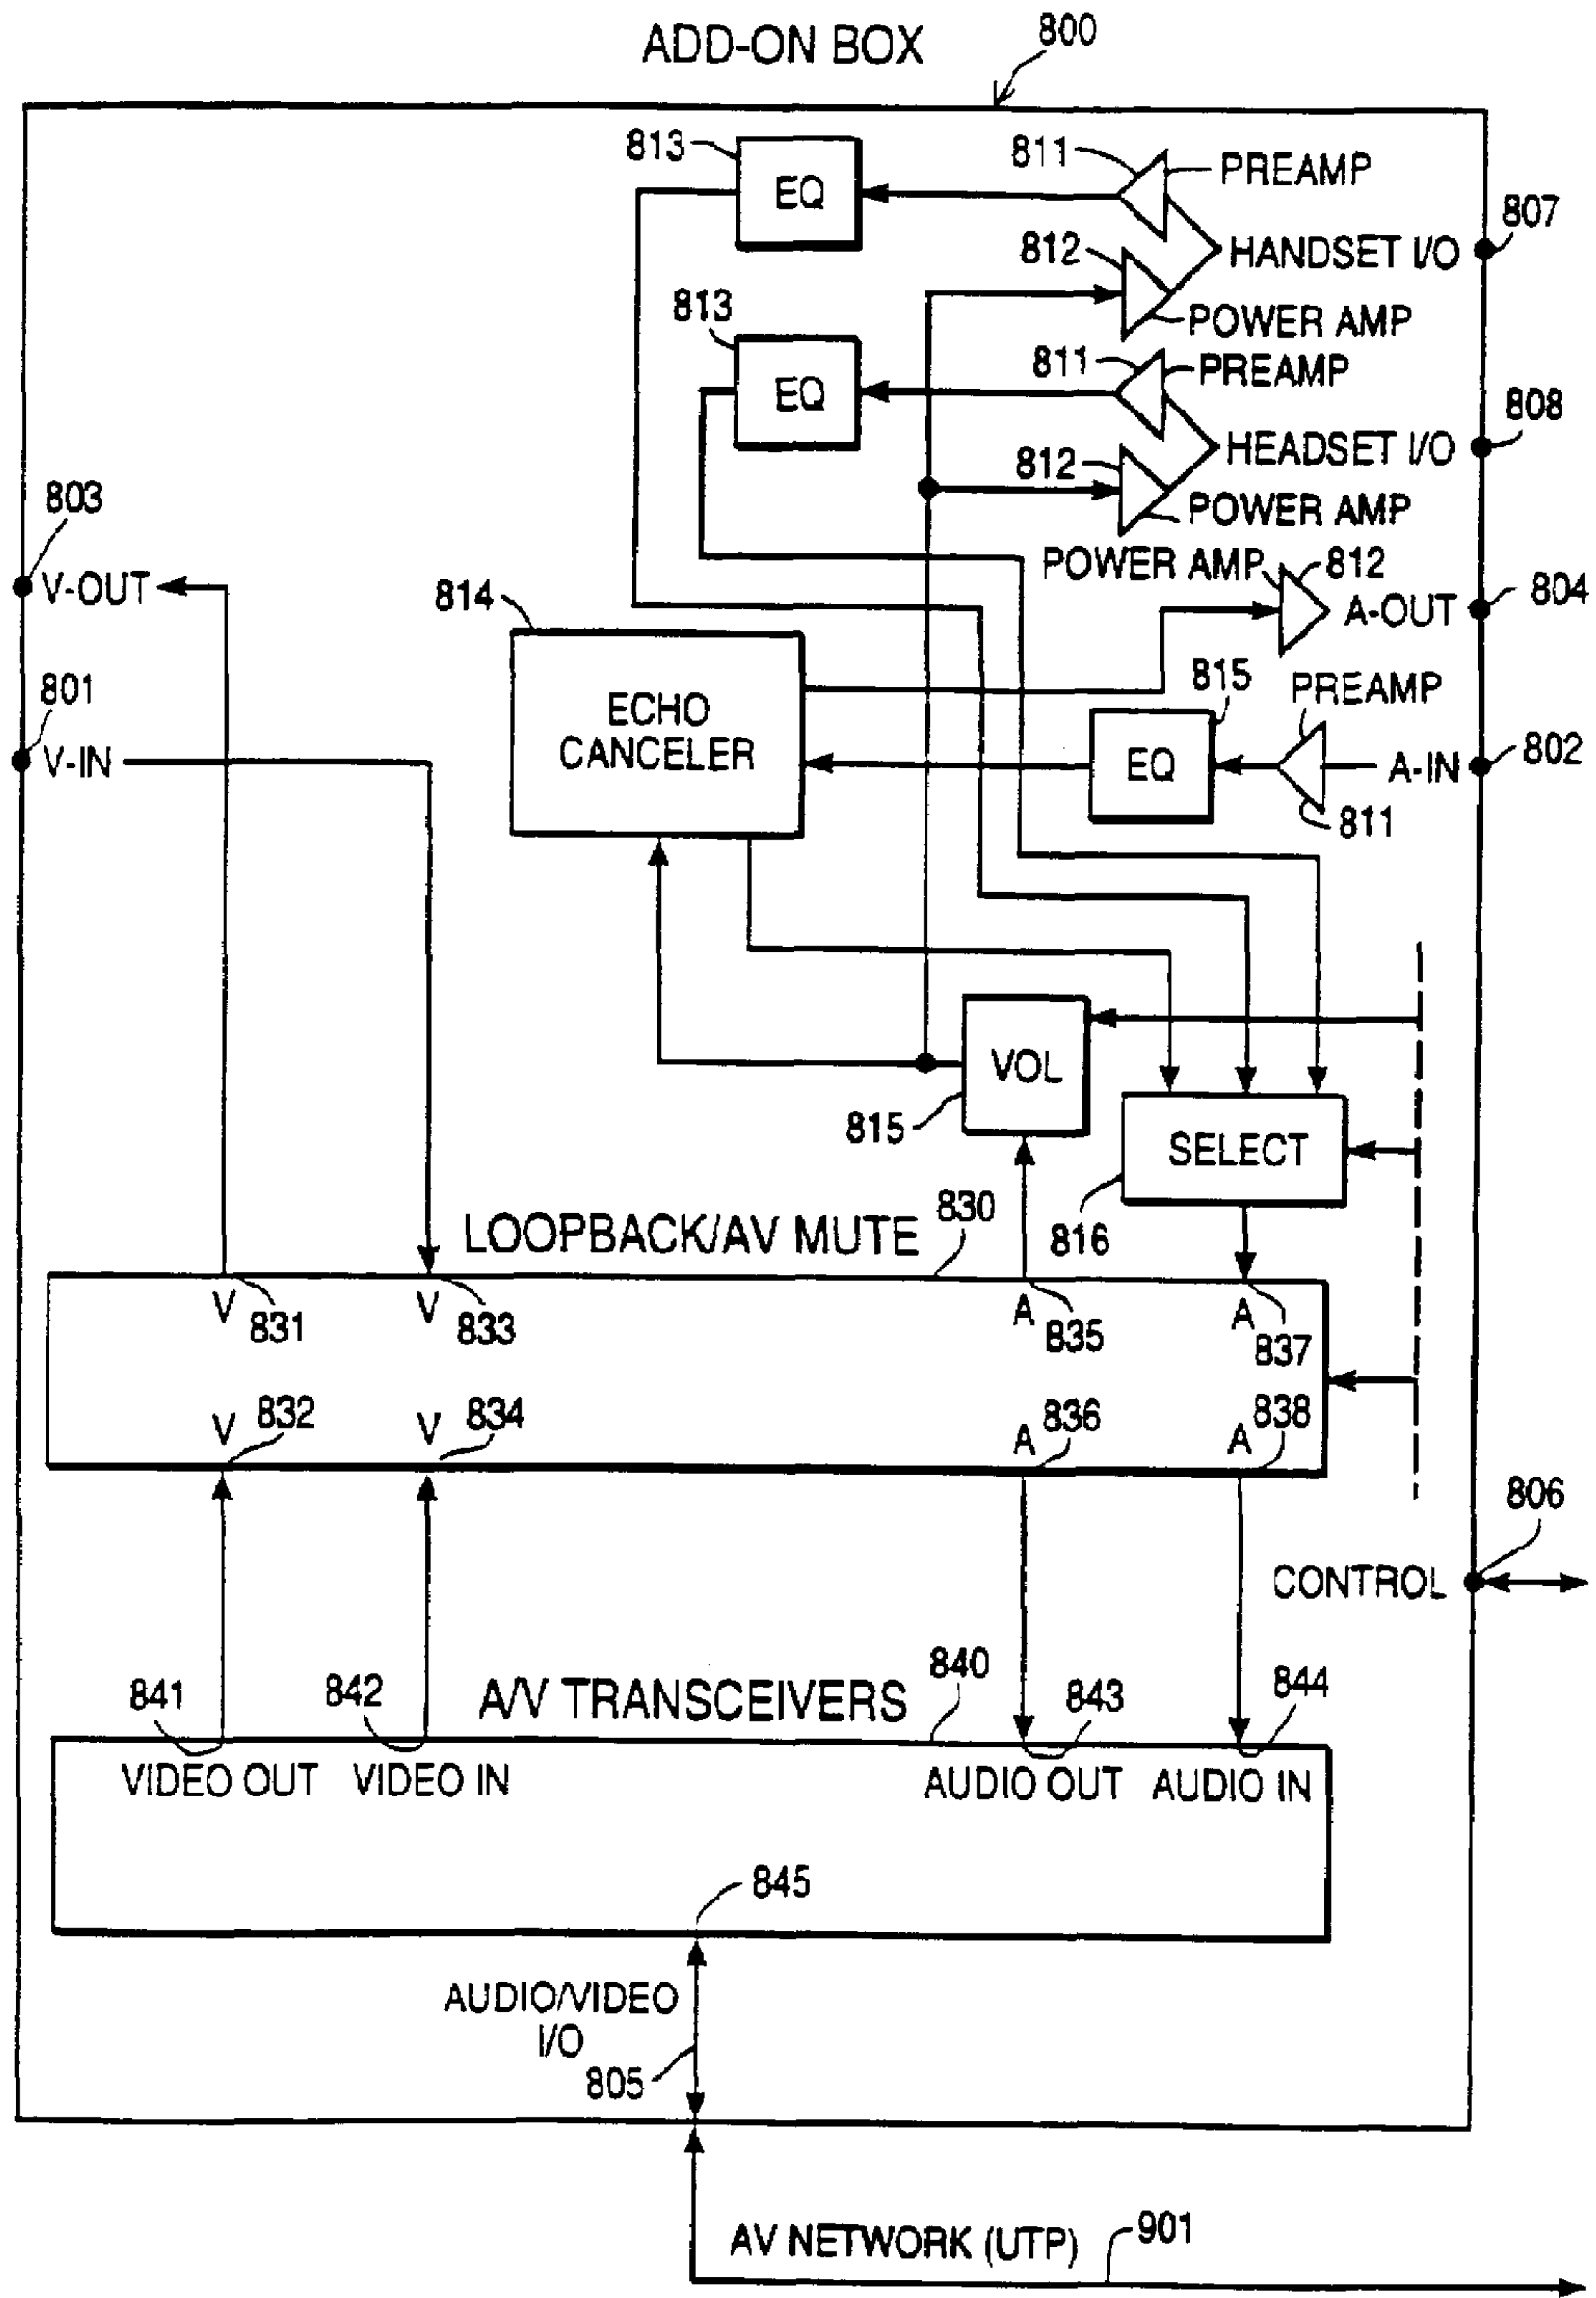 ADD-ON BOX
800
813
EQ
811
PREAMP
807
812
HANDSET I/O
POWER AMP
813
EQ
811
PREAMP
808
812
HEADSET I/O
POWER AMP
803
V-OUT
POWER AMP
812
804
A-OUT
814
801
V-IN
ECHO
CANCELER
815
PREAMP
EQ
A-IN
802
811
VOL
815
SELECT
816
LOOPBACK/AV MUTE
830
V
831
V
833
A
835
A
837
V
832
V
834
A
836
A
838
806
CONTROL
841
842
A/V TRANSCEIVERS
840
843
844
VIDEO OUT
VIDEO IN
AUDIO OUT
AUDIO IN
845
AUDIO/VIDEO
I/O
805
AV NETWORK (UTP)
901